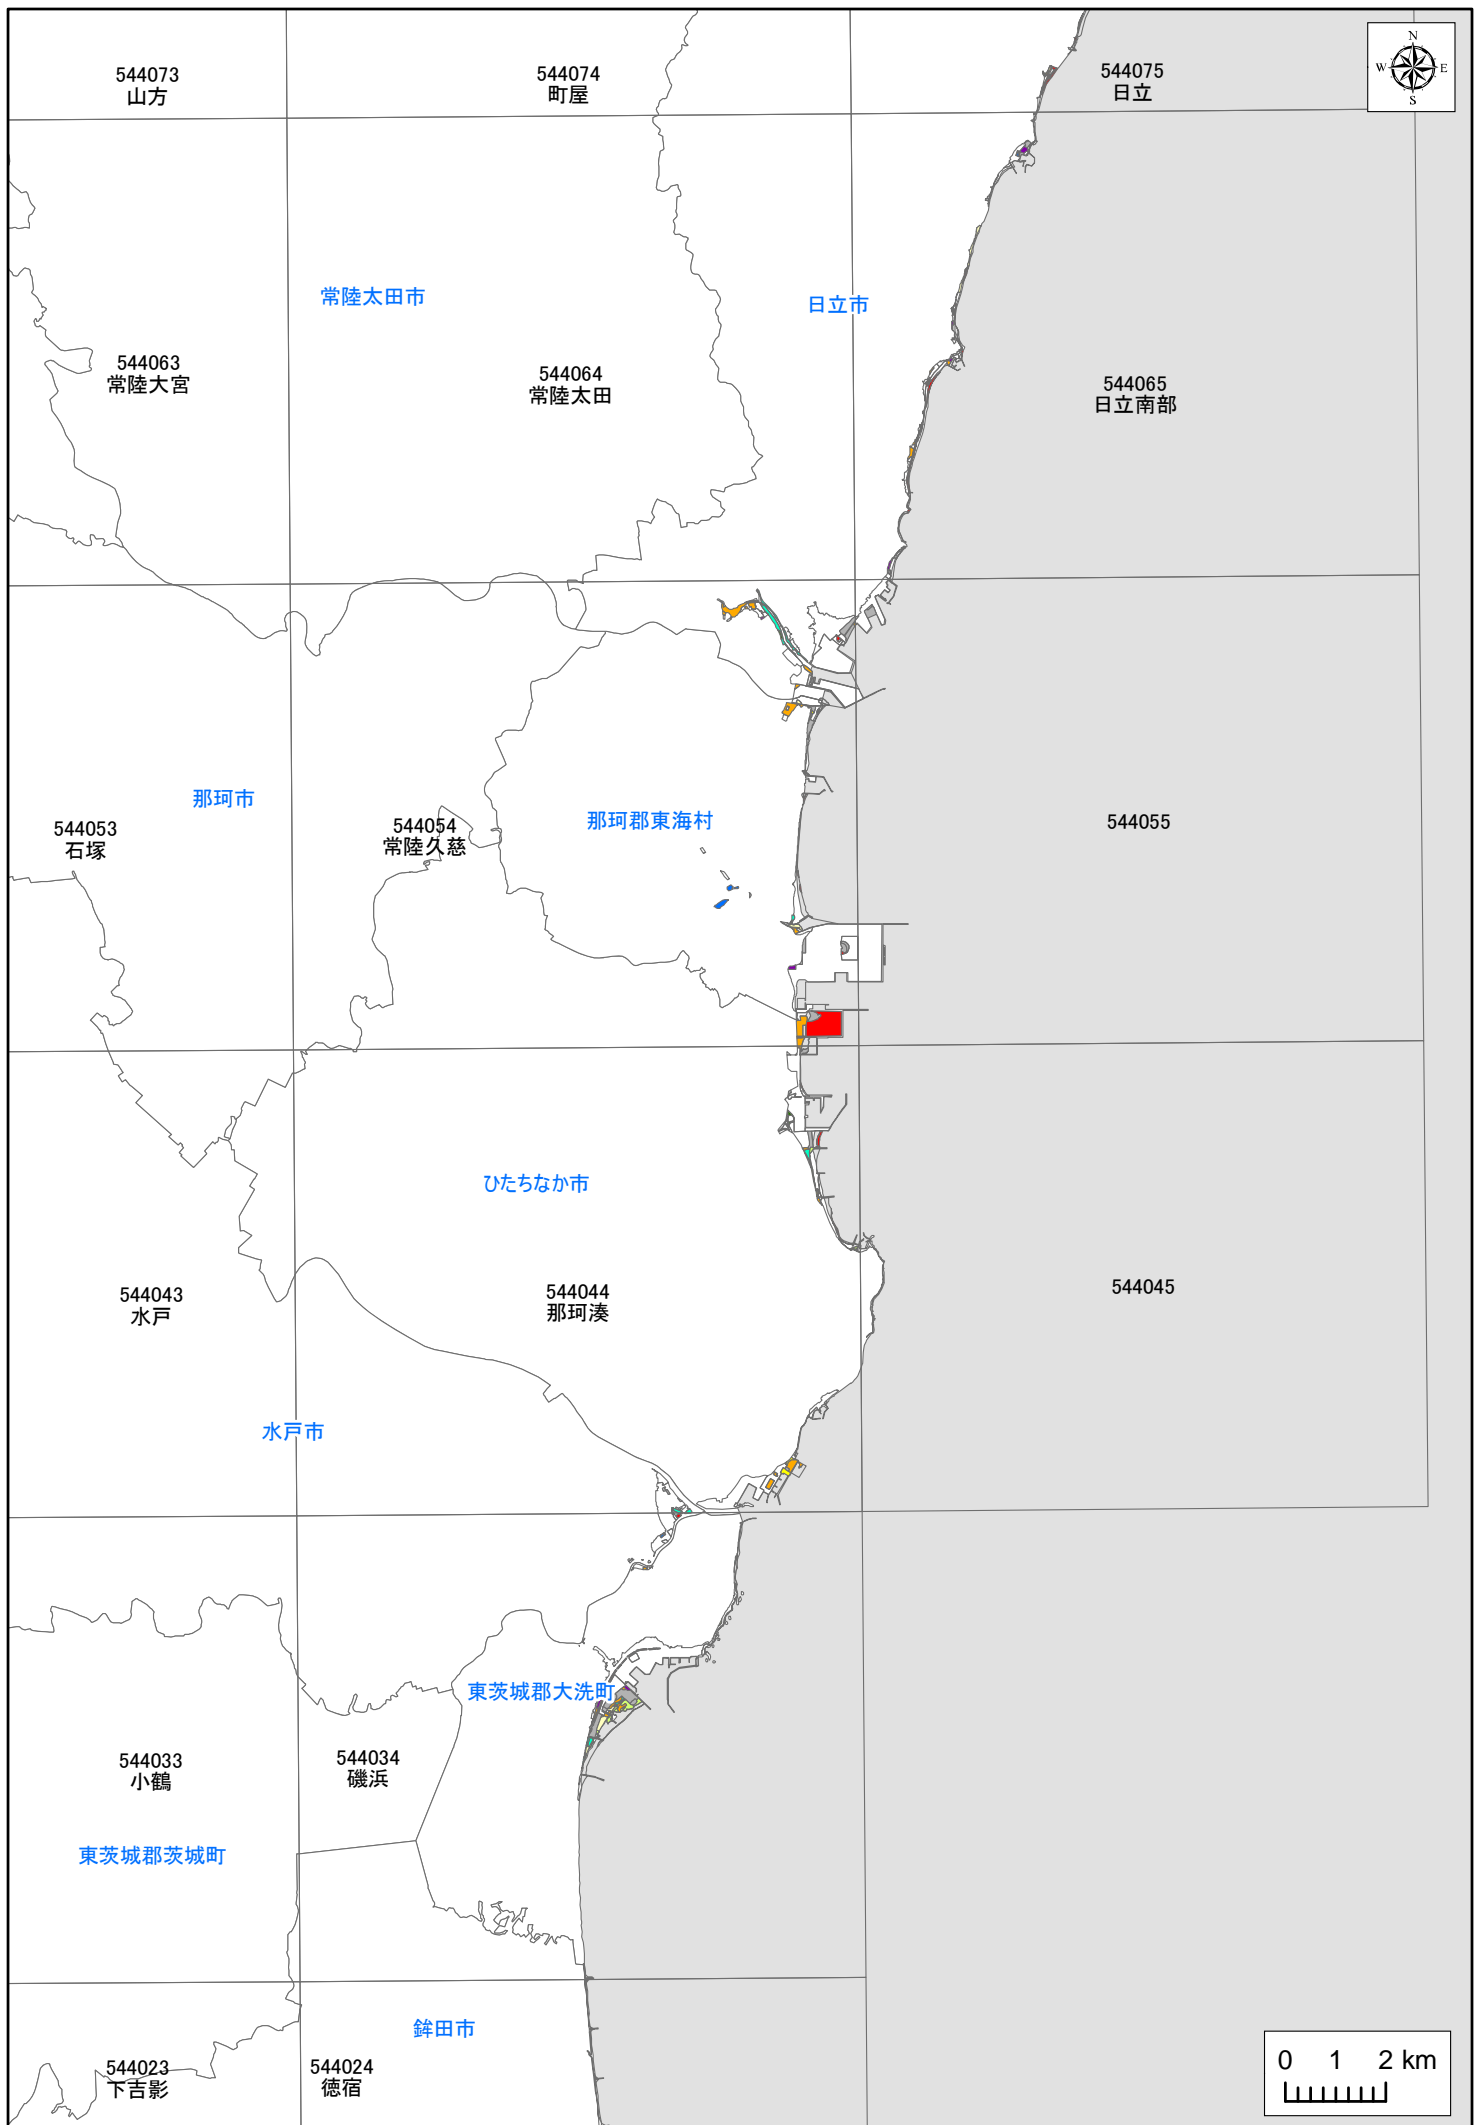 544073
山方
544074
町屋
544075
日立
N
W
E
S
常陸太田市
日立市
544063
常陸大宮
544064
常陸太田
544065
日立南部
那珂市
544053
石塚
544054
常陸久慈
那珂郡東海村
544055
ひたちなか市
544043
水戸
544044
那珂湊
544045
水戸市
東茨城郡大洗町
544033
小鶴
544034
磯浜
東茨城郡茨城町
鉾田市
544023
下吉影
544024
徳宿
0 1 2 km